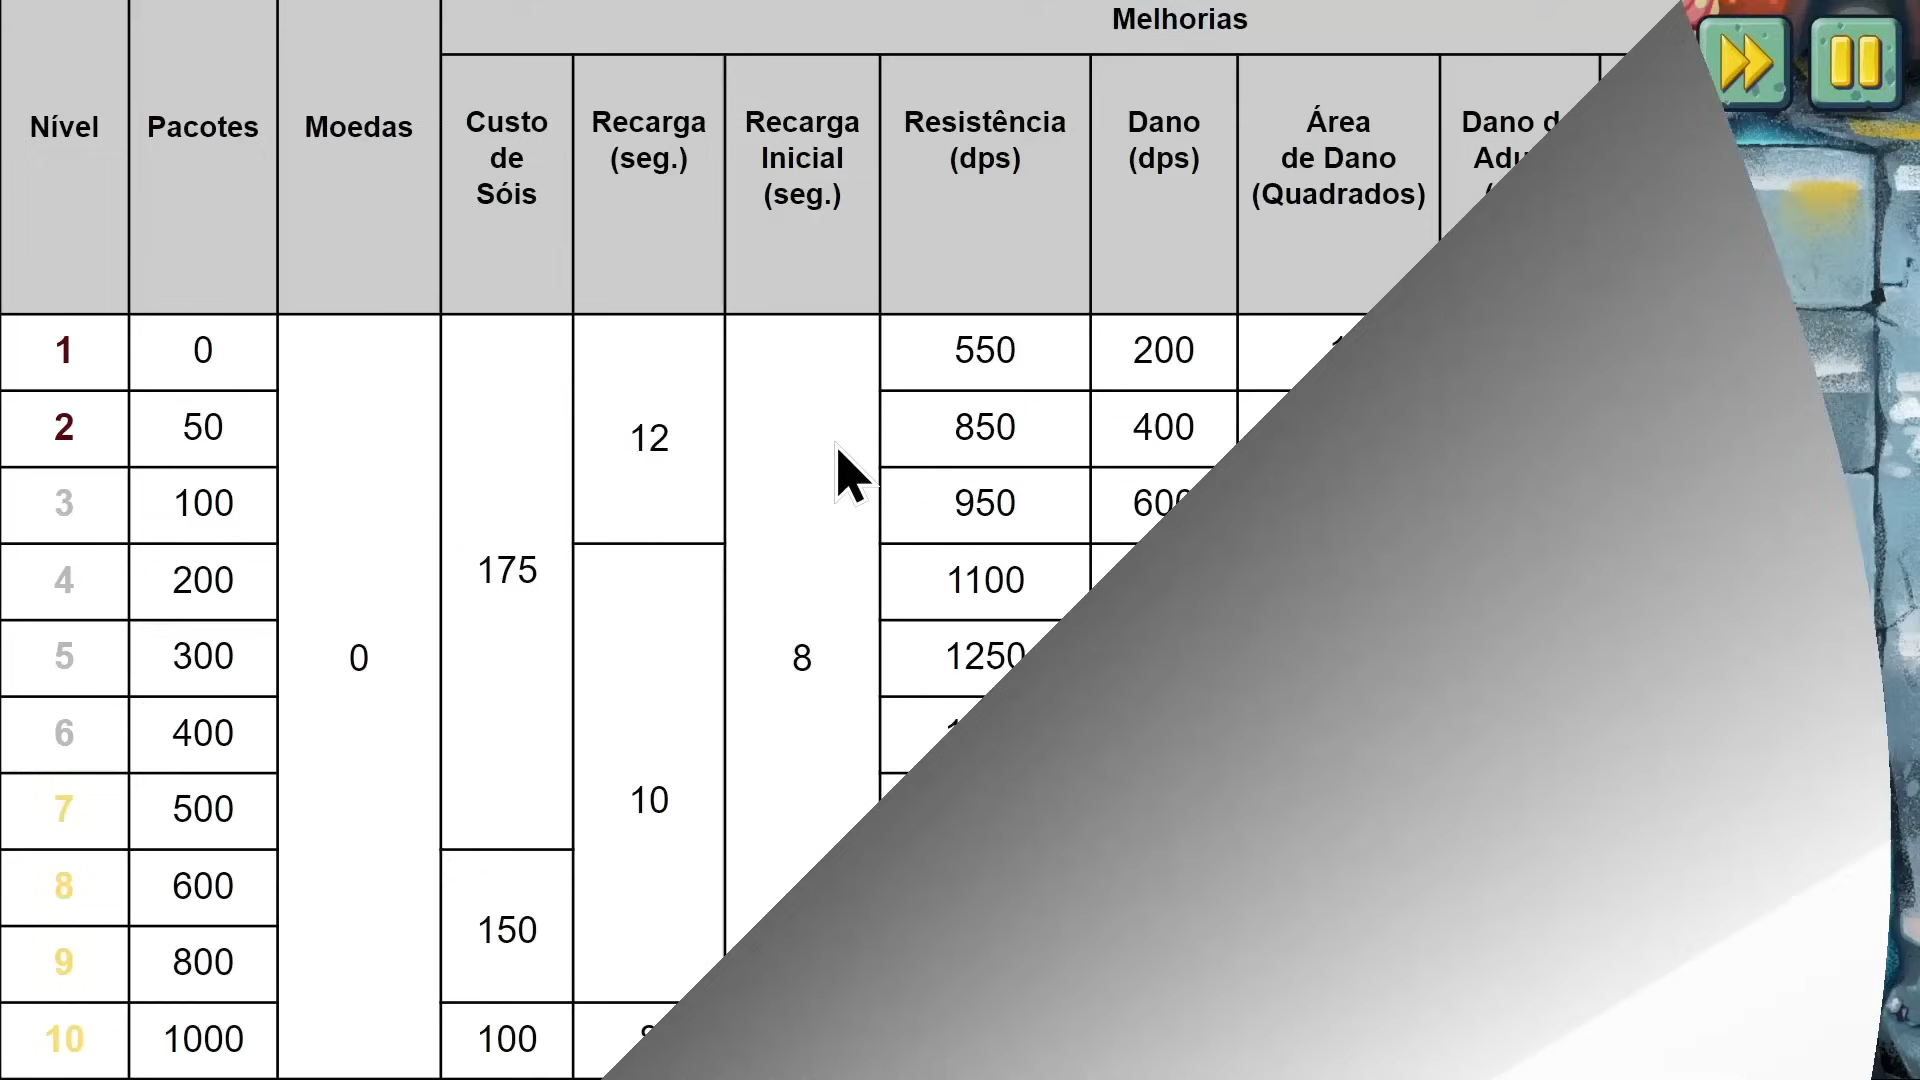 Melhorias
Nível Pacotes Moedas Custo de Sóis Recarga (seg.) Recarga Inicial (seg.) Resistência (dps) Dano (dps) Área de Dano (Quadrados) Dano
1 0 550 200
2 50 12 850 400
3 100 950
4 200 175 1100
5 300 0 8 1250
6 400
7 500 10
8 600
9 800 150
10 1000 100